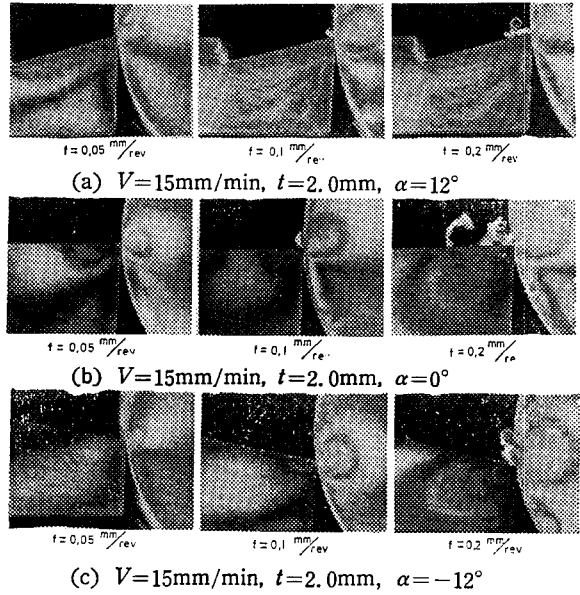 f = 0,05 mm/rev f = 0,1 mm/re.. f = 0,2 mm/rev
(a) V=15mm/min, t=2.0mm, α=12°
f = 0,05 mm/rev f = 0,1 mm/re.. f = 0,2 mm/re
(b) V=15mm/min, t=2.0mm, α=0°
f = 0,05 mm/rev f = 0,1 mm/rev f = 0,2 mm/rev
(c) V=15mm/min, t=2.0mm, α=−12°